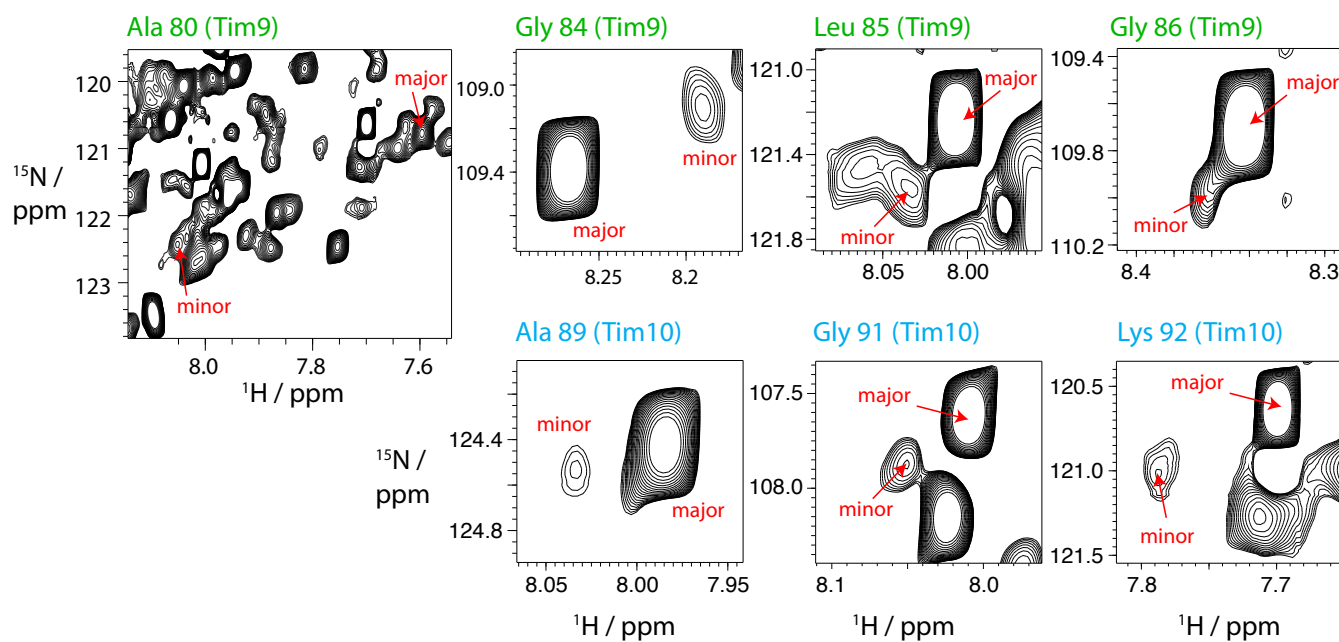 Ala 80 (Tim9)
Gly 84 (Tim9)
Leu 85 (Tim9)
Gly 86 (Tim9)
120
121
122
123
15N /
ppm
major
minor
8.0
7.8
7.6
1H / ppm
109.0
109.4
minor
major
8.25
8.2
121.0
121.4
121.8
major
minor
8.05
8.00
109.4
109.8
110.2
major
minor
8.4
8.3
Ala 89 (Tim10)
Gly 91 (Tim10)
Lys 92 (Tim10)
15N /
ppm
124.4
124.8
minor
major
8.05
8.00
7.95
1H / ppm
107.5
108.0
major
minor
8.1
8.0
1H / ppm
120.5
121.0
121.5
major
minor
7.8
7.7
1H / ppm